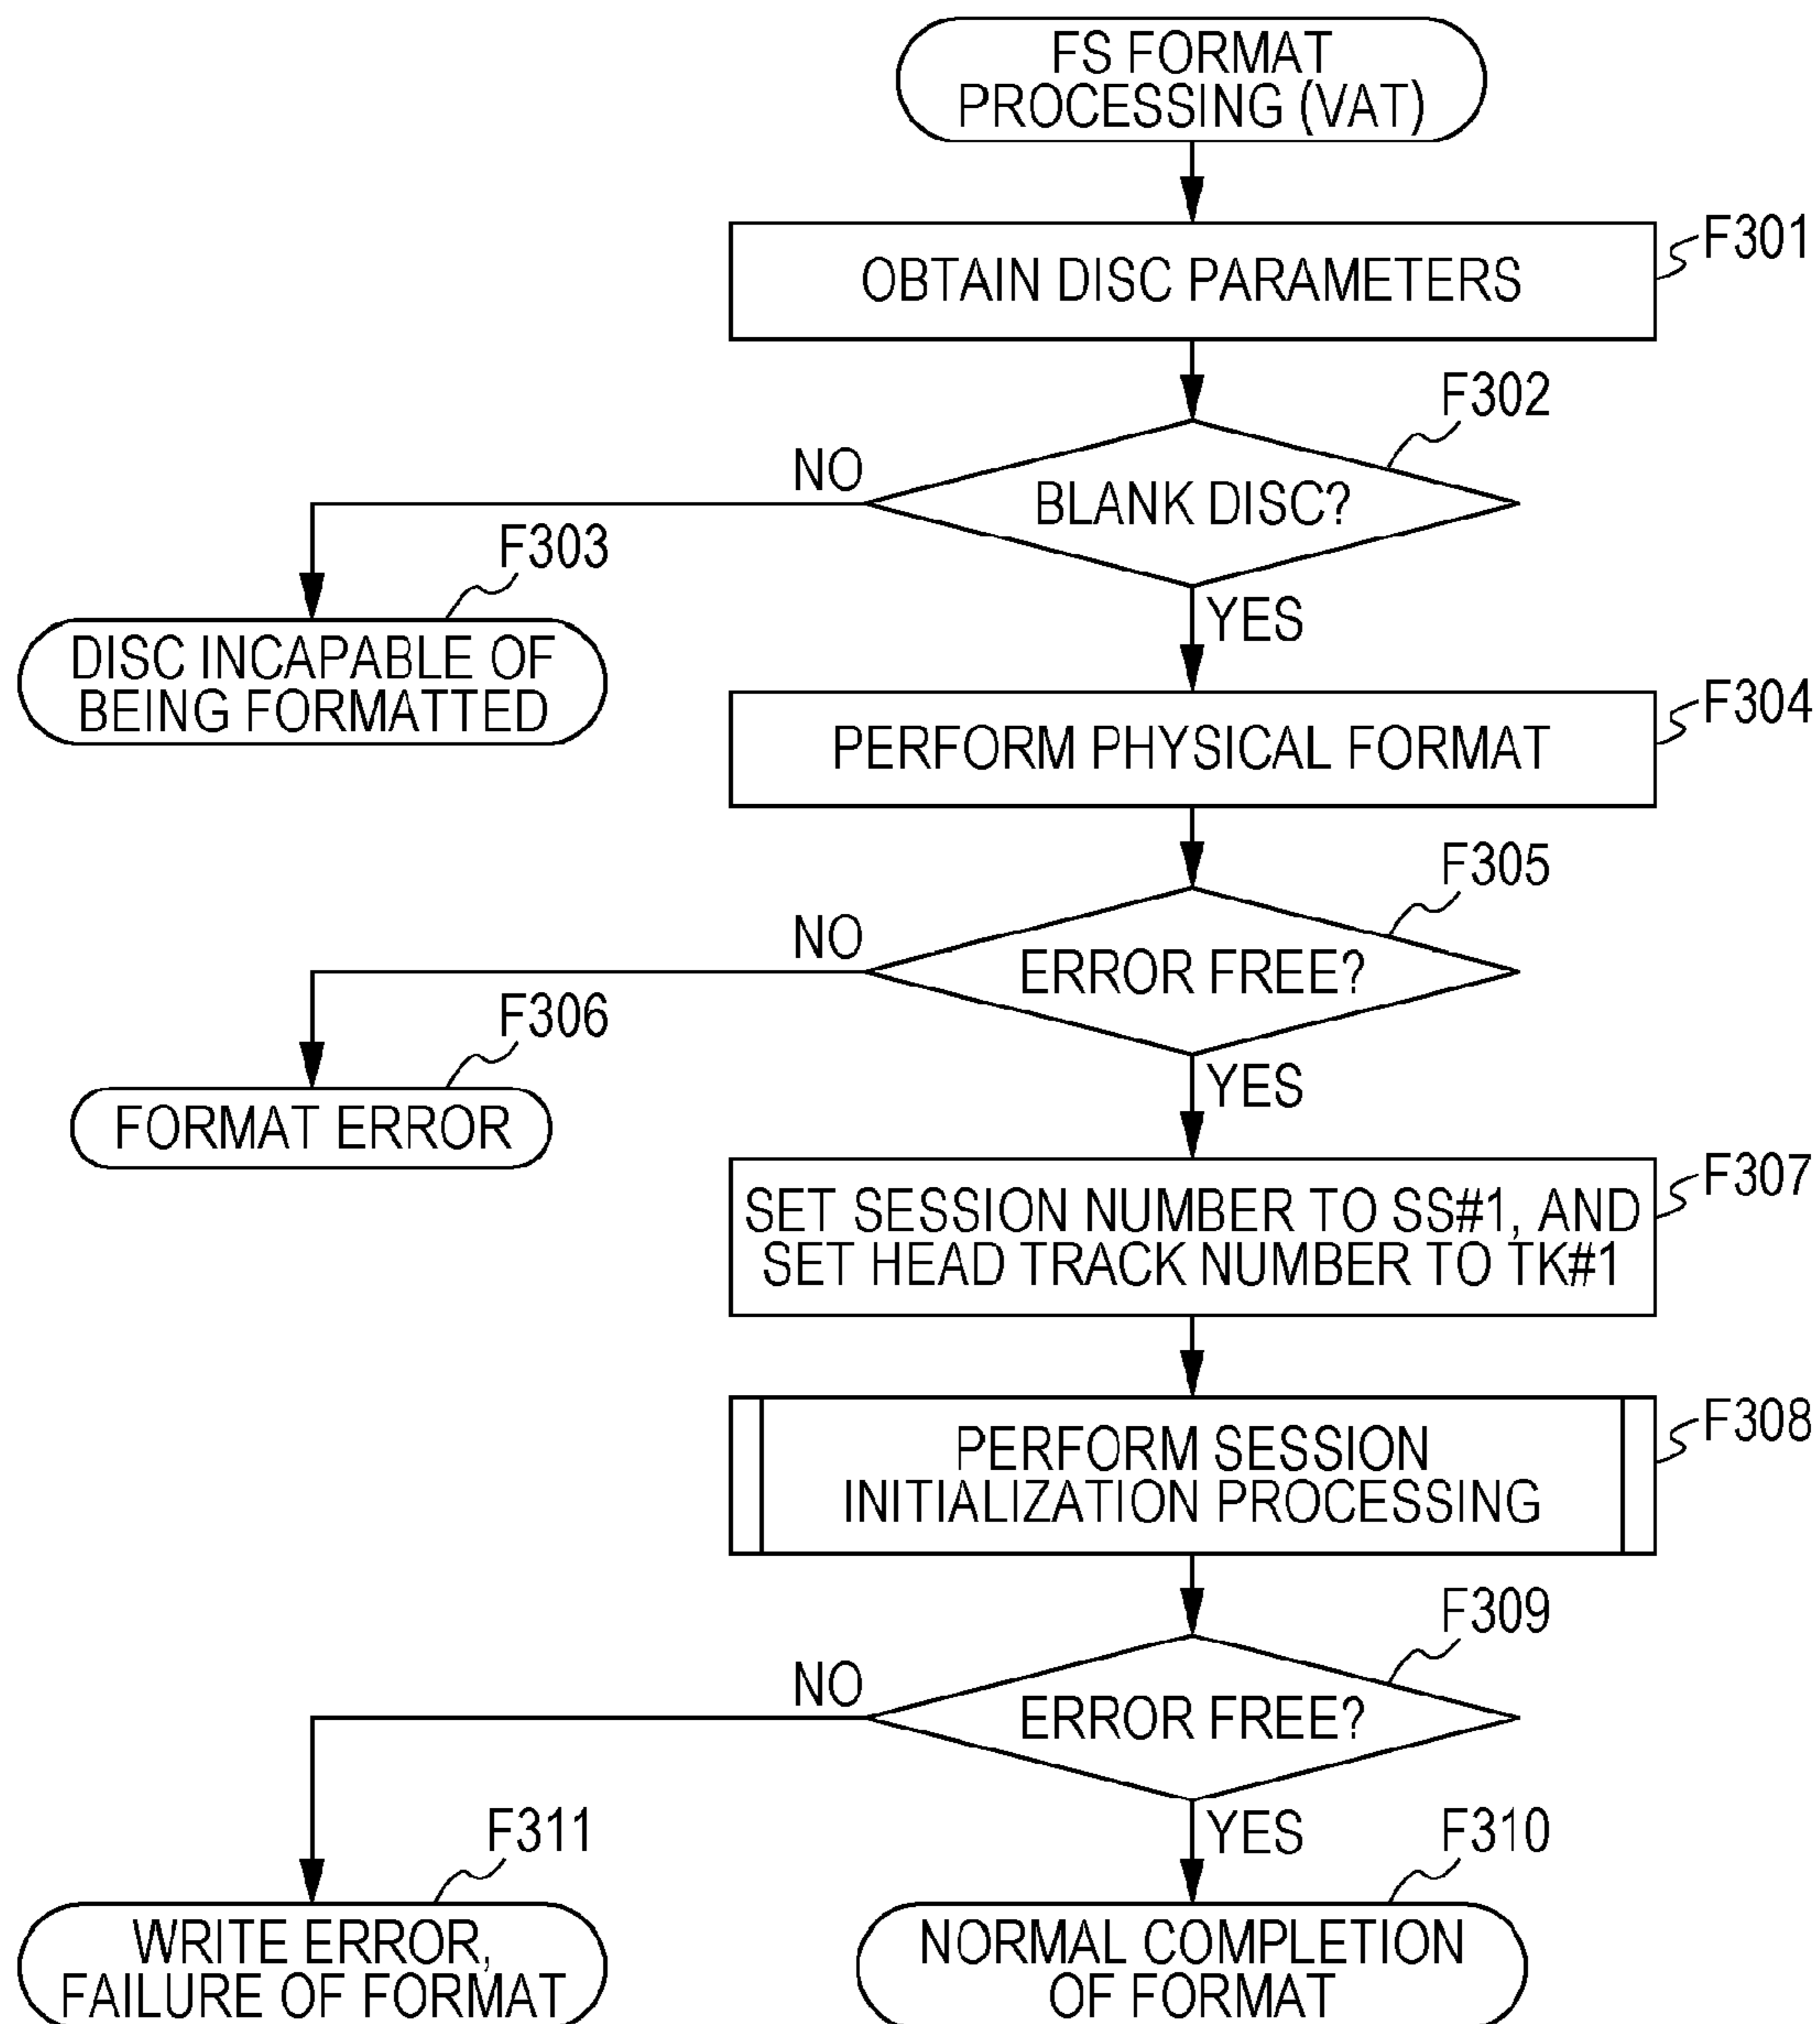 FS FORMAT
PROCESSING (VAT)
F301
OBTAIN DISC PARAMETERS
F302
NO
BLANK DISC?
F303
YES
DISC INCAPABLE OF
BEING FORMATTED
F304
PERFORM PHYSICAL FORMAT
F305
NO
ERROR FREE?
F306
YES
FORMAT ERROR
F307
SET SESSION NUMBER TO SS#1, AND
SET HEAD TRACK NUMBER TO TK#1
F308
PERFORM SESSION
INITIALIZATION PROCESSING
F309
NO
ERROR FREE?
F311
YES
F310
WRITE ERROR,
FAILURE OF FORMAT
NORMAL COMPLETION
OF FORMAT